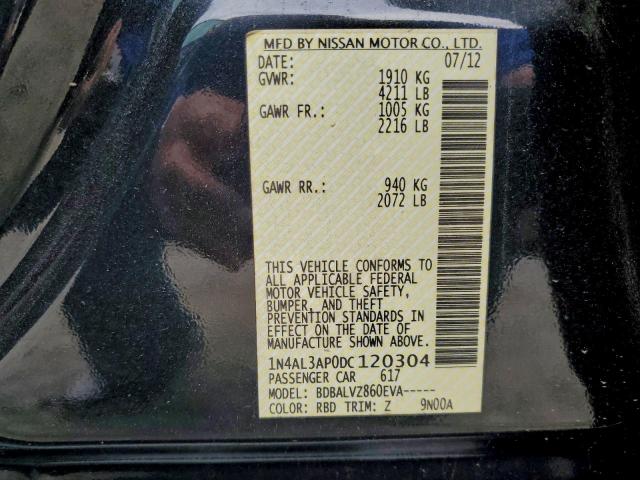 MFD BY NISSAN MOTOR CO., LTD.
DATE: 07/12
GVWR: 1910 KG
4211 LB
GAWR FR.: 1005 KG
2216 LB
GAWR RR.: 940 KG
2072 LB
THIS VEHICLE CONFORMS TO
ALL APPLICABLE FEDERAL
MOTOR VEHICLE SAFETY,
BUMPER, AND THEFT
PREVENTION STANDARDS IN
EFFECT ON THE DATE OF
MANUFACTURE SHOWN ABOVE.
1N4AL3AP0DC120304
PASSENGER CAR 617
MODEL: BDBALVZ860EVA-----
COLOR: RBD TRIM: Z 9N00A